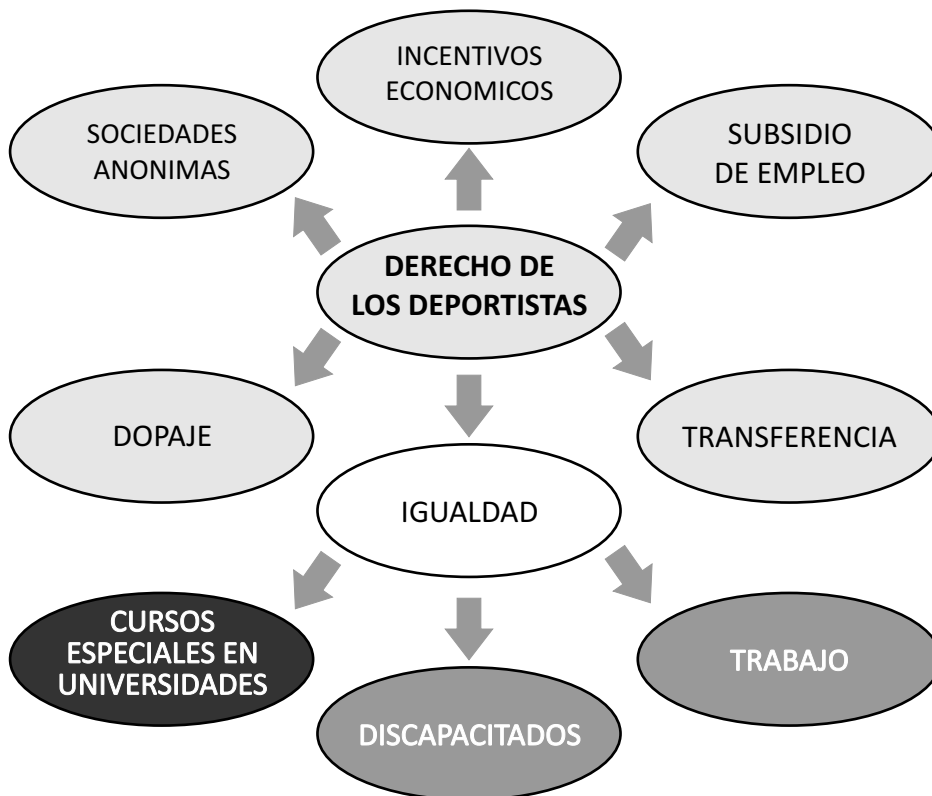 INCENTIVOS
ECONOMICOS
SOCIEDADES
ANONIMAS
SUBSIDIO
DE EMPLEO
DERECHO DE
LOS DEPORTISTAS
DOPAJE
TRANSFERENCIA
IGUALDAD
CURSOS
ESPECIALES EN
UNIVERSIDADES
TRABAJO
DISCAPACITADOS